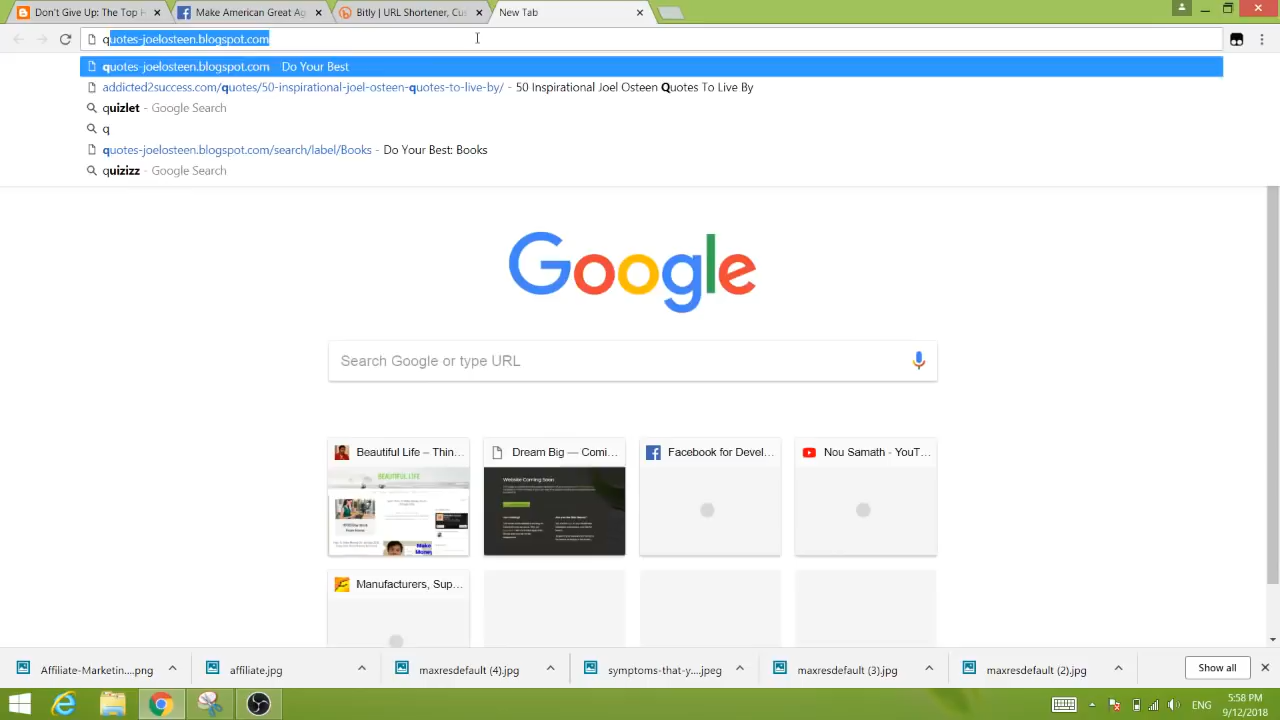 Don't Give Up: The Top H
Make American Great Ag
Bitly | URL Shortener, Cus
New Tab
quotes-joelosteen.blogspot.com
quotes-joelosteen.blogspot.com Do Your Best
addicted2success.com/quotes/50-inspirational-joel-osteen-quotes-to-live-by/ - 50 Inspirational Joel Osteen Quotes To Live By
quizlet - Google Search
q
quotes-joelosteen.blogspot.com/search/label/Books - Do Your Best: Books
quizizz - Google Search
Google
Search Google or type URL
Beautiful Life – Thin...
Dream Big — Comi...
Facebook for Devel...
Nou Samath - YouT...
BEAUTIFUL LIFE
Website Coming Soon
Make
Money
Manufacturers, Sup...
Affiliate-Marketin....png
affiliate.jpg
maxresdefault (4).jpg
symptoms-that-y....jpeg
maxresdefault (3).jpg
maxresdefault (2).jpg
Show all
ENG
5:58 PM
9/12/2018